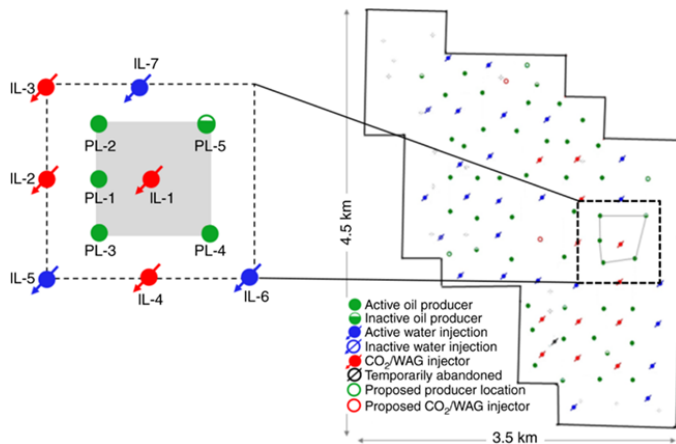 IL-3
IL-7
PL-2
PL-5
IL-2
PL-1
IL-1
PL-3
PL-4
IL-5
IL-4
IL-6
4.5 km
Active oil producer
Inactive oil producer
Active water injection
Inactive water injection
CO₂/WAG injector
Temporarily abandoned
Proposed producer location
Proposed CO₂/WAG injector
3.5 km